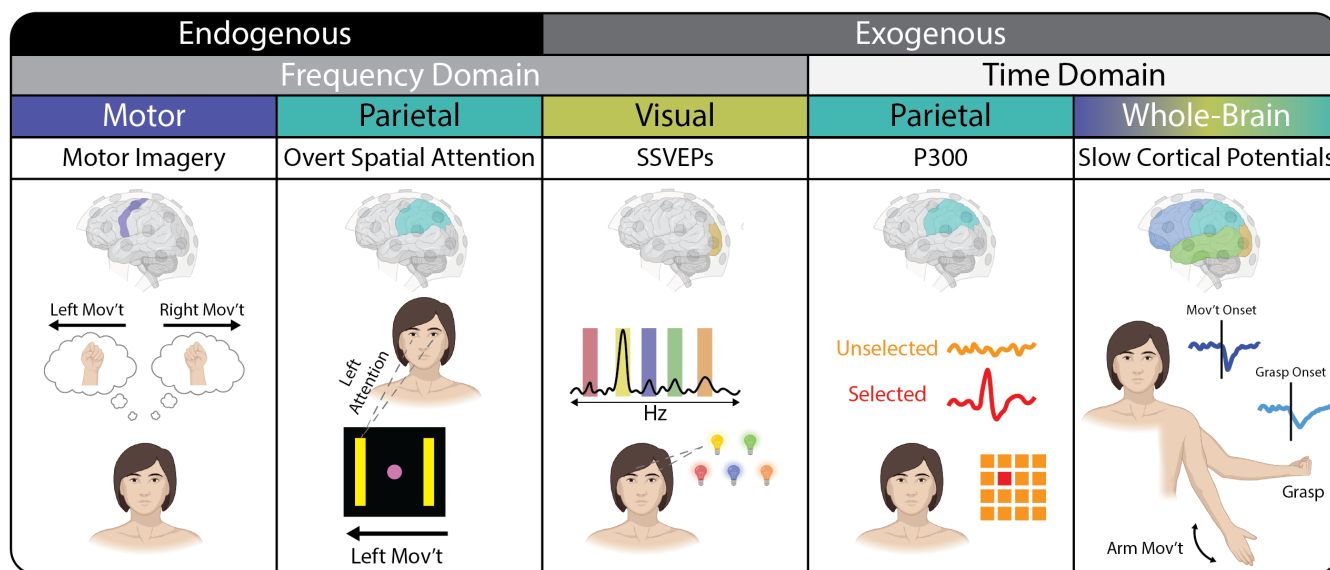 Endogenous
Exogenous
Frequency Domain
Time Domain
Motor
Parietal
Visual
Parietal
Whole-Brain
Motor Imagery
Overt Spatial Attention
SSVEPs
P300
Slow Cortical Potentials
Left Mov't
Right Mov't
Left
Attention
Left Mov't
Hz
Unselected
Selected
Mov't Onset
Grasp Onset
Grasp
Arm Mov't